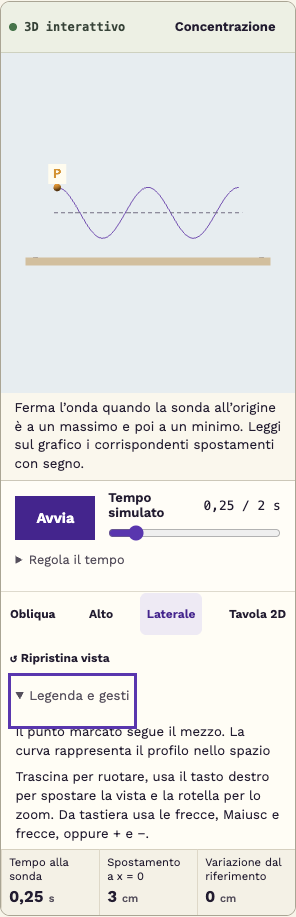 3D interattivo
Concentrazione
P
Ferma l’onda quando la sonda all’origine
è a un massimo e poi a un minimo. Leggi
sul grafico i corrispondenti spostamenti
con segno.
Avvia
Tempo
simulato
0,25 / 2 s
▸ Regola il tempo
Obliqua
Alto
Laterale
Tavola 2D
↺ Ripristina vista
▼ Legenda e gesti
Il punto marcato segue il mezzo. La
curva rappresenta il profilo nello spazio
Trascina per ruotare, usa il tasto destro
per spostare la vista e la rotella per lo
zoom. Da tastiera usa le frecce, Maiusc e
frecce, oppure + e −.
Tempo alla
sonda
0,25 s
Spostamento
a x = 0
3 cm
Variazione dal
riferimento
0 cm